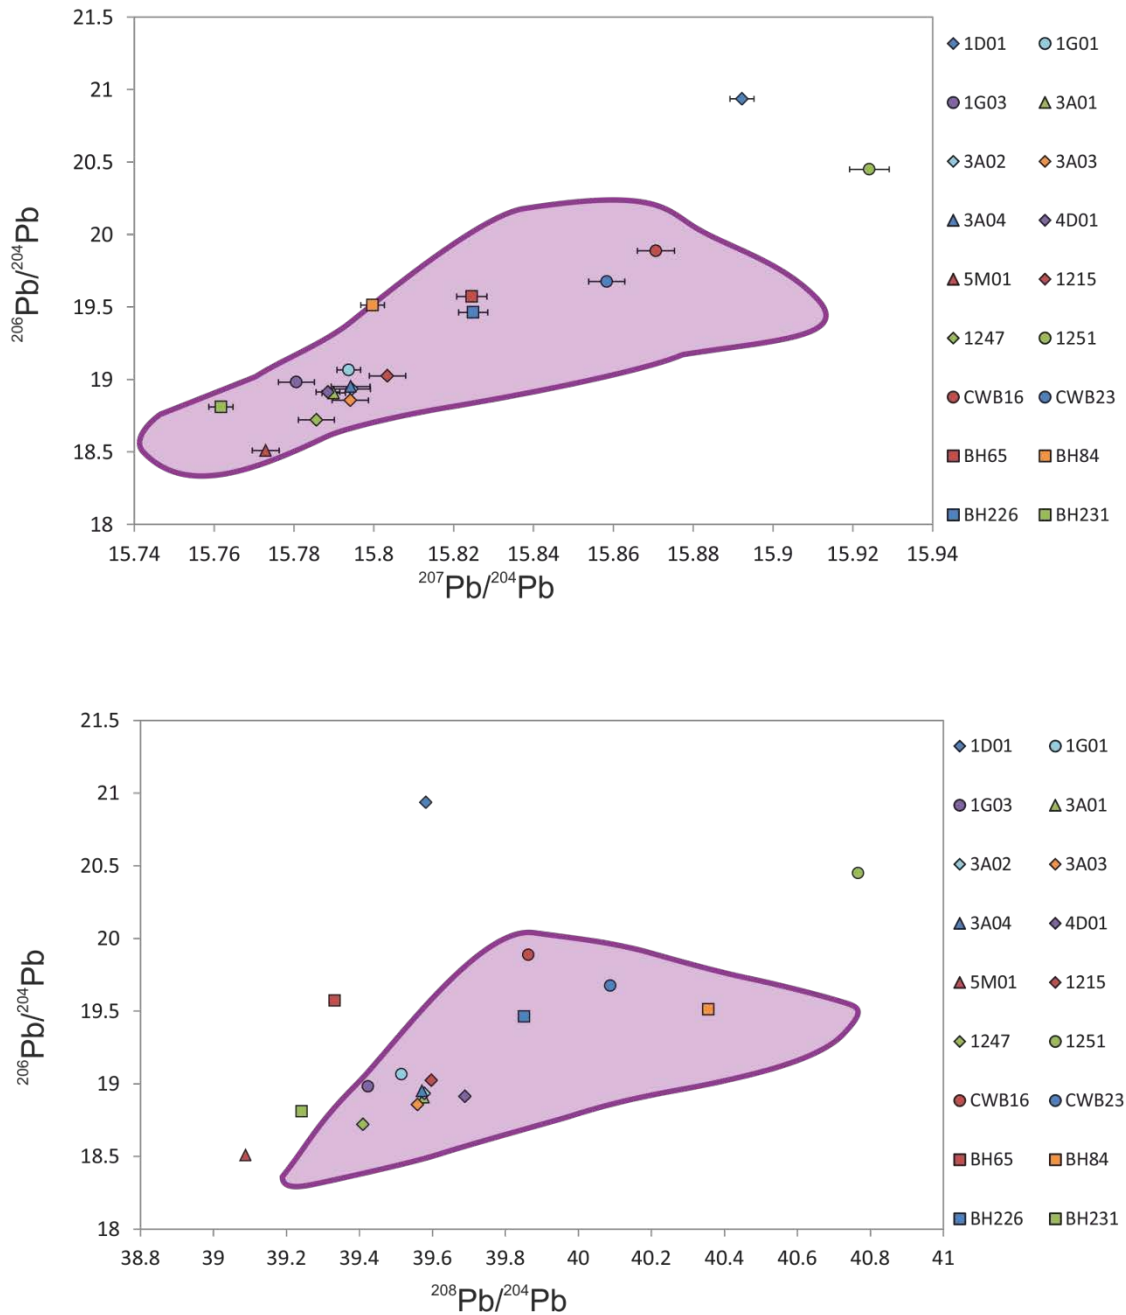 21.5
21
20.5
20
19.5
19
18.5
18
²⁰⁶Pb/²⁰⁴Pb
15.74 15.76 15.78 15.8 15.82 15.84 15.86 15.88 15.9 15.92 15.94
²⁰⁷Pb/²⁰⁴Pb
1D01 1G01
1G03 3A01
3A02 3A03
3A04 4D01
5M01 1215
1247 1251
CWB16 CWB23
BH65 BH84
BH226 BH231
21.5
21
20.5
20
19.5
19
18.5
18
²⁰⁶Pb/²⁰⁴Pb
38.8 39 39.2 39.4 39.6 39.8 40 40.2 40.4 40.6 40.8 41
²⁰⁸Pb/²⁰⁴Pb
1D01 1G01
1G03 3A01
3A02 3A03
3A04 4D01
5M01 1215
1247 1251
CWB16 CWB23
BH65 BH84
BH226 BH231